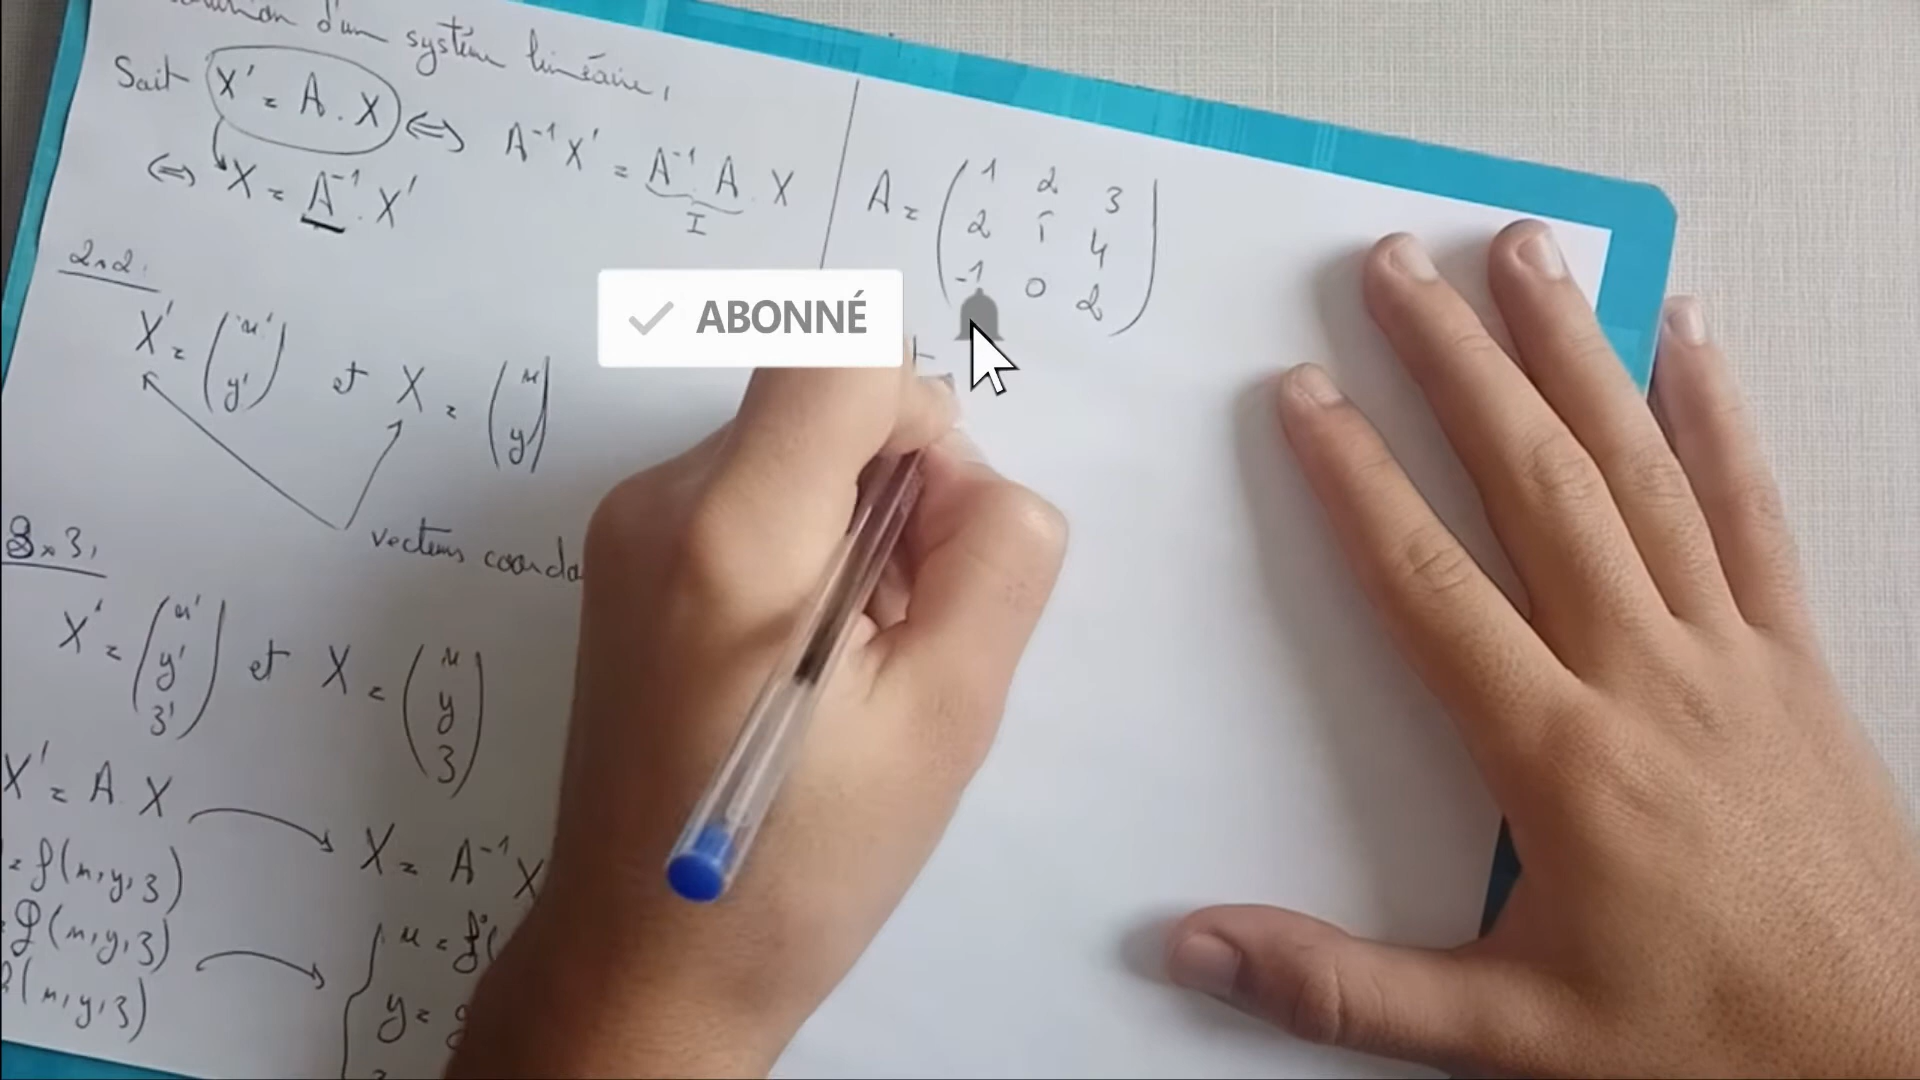 d'un système linéaire,
Soit X' = A . X ⇔ A⁻¹ X' = A⁻¹ A . X
I
⇔ X = A⁻¹ . X'
2x2:
X' = (x' y') et X = (x y)
vecteurs
3x3,
X' = (x' y' z') et X = (x y z)
X' = A . X → X = A⁻¹ X
= f(x,y,z)
= g(x,y,z)
(x,y,z)
x = f
y = g
A = (1 2 3
2 1 4
-1 0 2)
ABONNÉ